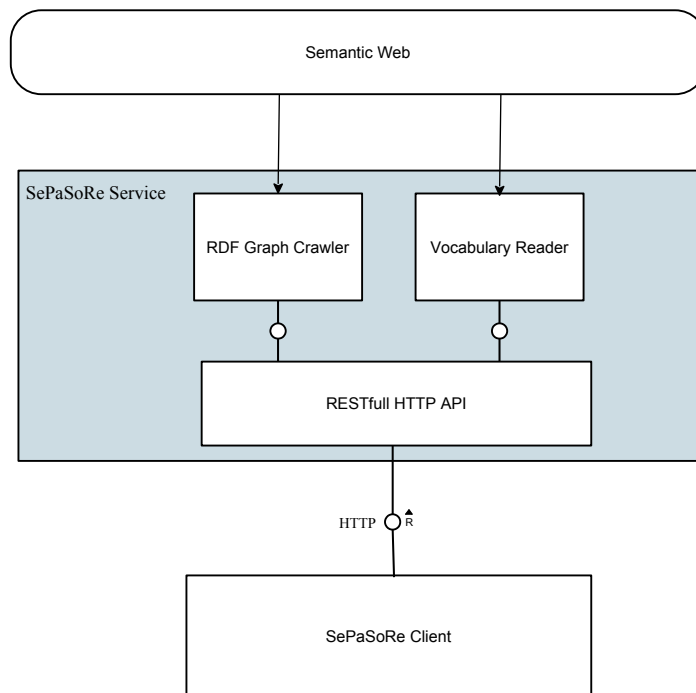 Semantic Web
SePaSoRe Service
RDF Graph Crawler
Vocabulary Reader
RESTfull HTTP API
HTTP
R
SePaSoRe Client